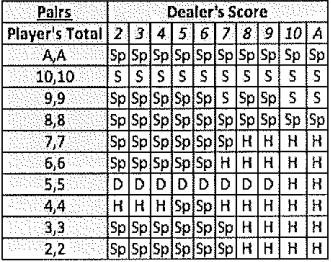 Pairs Dealer's Score
Player's Total 2 3 4 5 6 7 8 9 10 A
A,A Sp Sp Sp Sp Sp Sp Sp Sp Sp Sp
10,10 S S S S S S S S S S
9,9 Sp Sp Sp Sp Sp S Sp Sp S S
8,8 Sp Sp Sp Sp Sp Sp Sp Sp Sp Sp
7,7 Sp Sp Sp Sp Sp Sp H H H H
6,6 Sp Sp Sp Sp Sp H H H H H
5,5 D D D D D D D D H H
4,4 H H H Sp Sp H H H H H
3,3 Sp Sp Sp Sp Sp Sp H H H H
2,2 Sp Sp Sp Sp Sp Sp H H H H